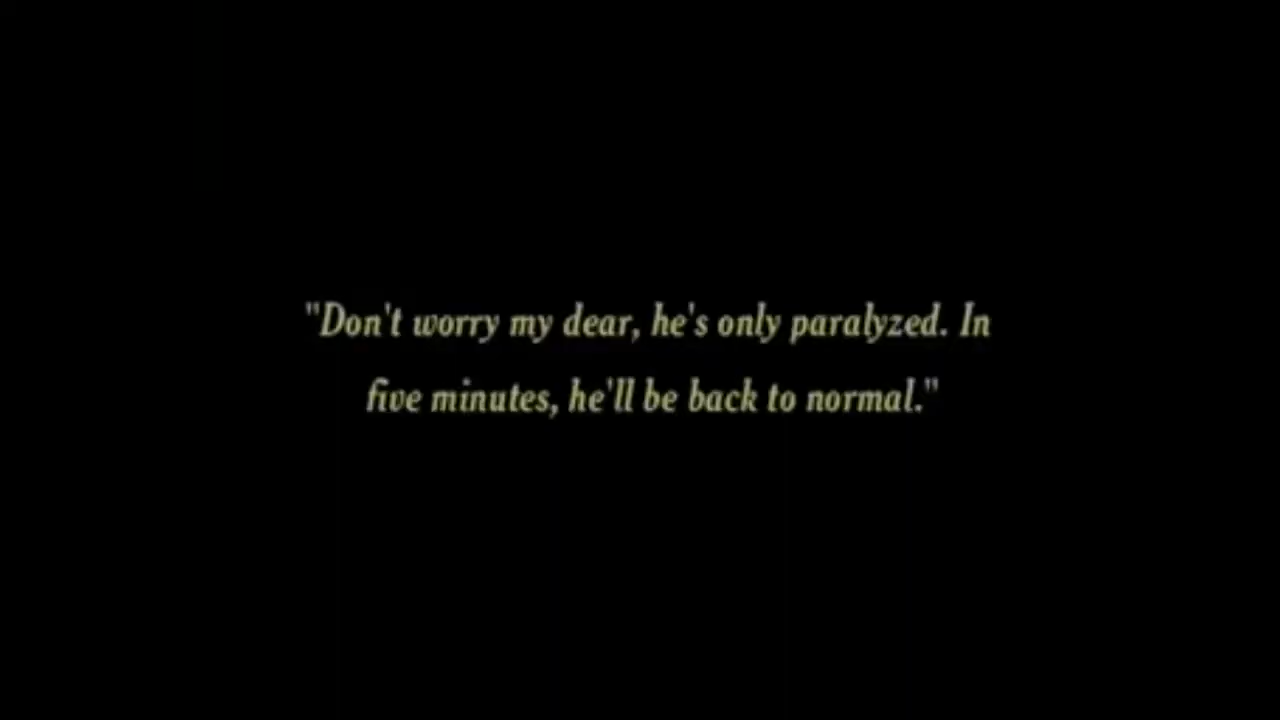 "Don't worry my dear, he's only paralyzed. In
five minutes, he'll be back to normal."